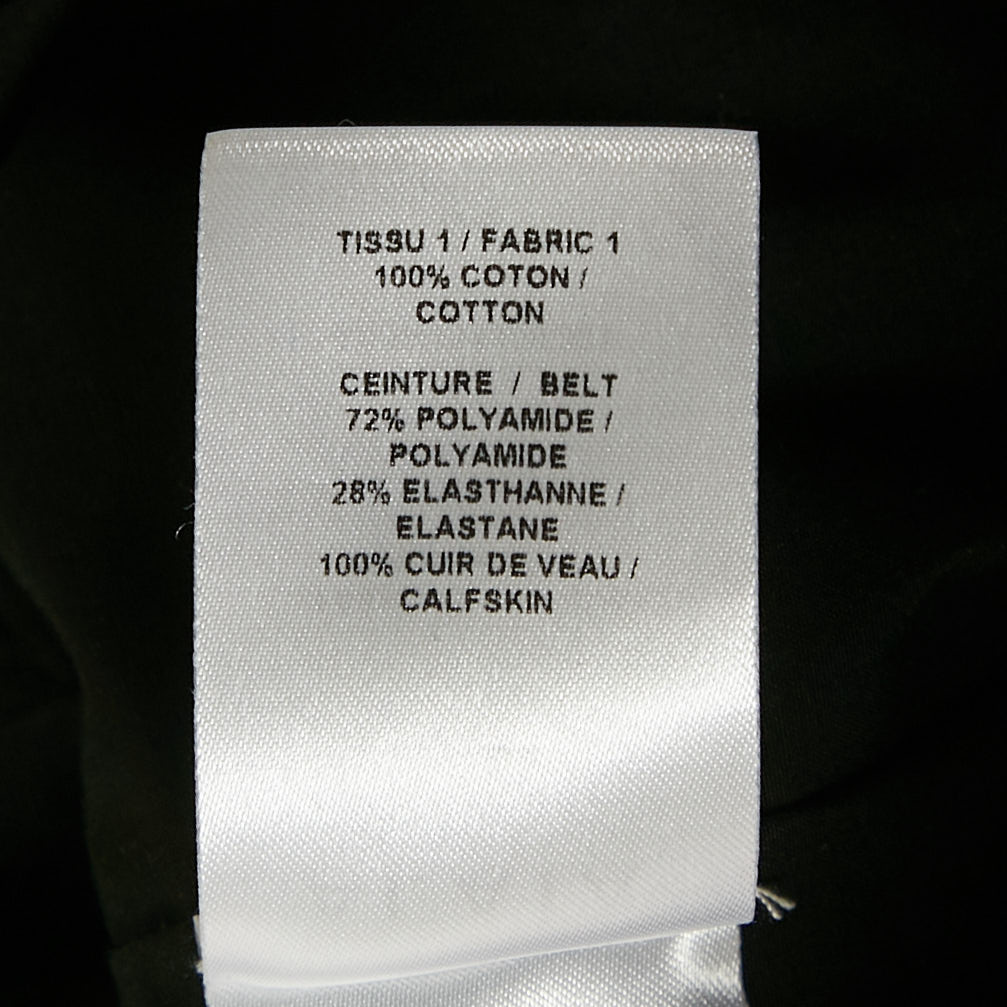 TISSU 1 / FABRIC 1
100% COTON /
COTTON
CEINTURE / BELT
72% POLYAMIDE /
POLYAMIDE
28% ELASTHANNE /
ELASTANE
100% CUIR DE VEAU /
CALFSKIN